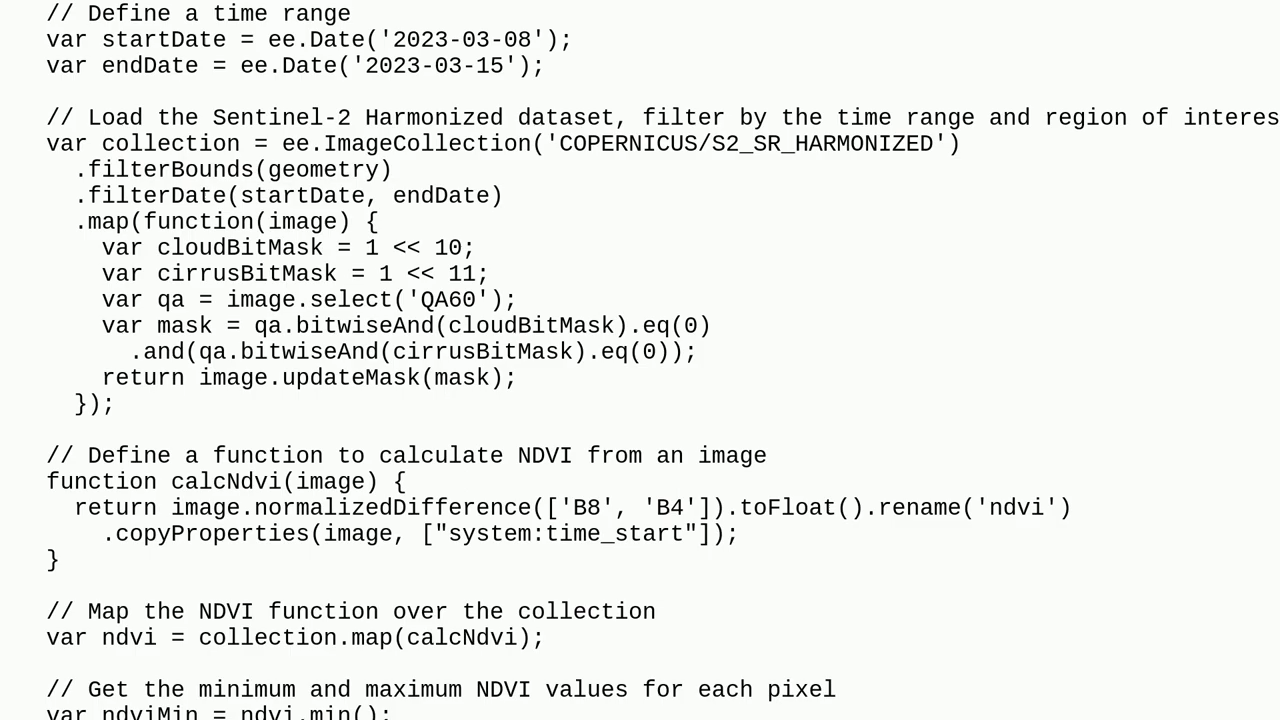 // Define a time range
var startDate = ee.Date('2023-03-08');
var endDate = ee.Date('2023-03-15');
// Load the Sentinel-2 Harmonized dataset, filter by the time range and region of interes
var collection = ee.ImageCollection('COPERNICUS/S2_SR_HARMONIZED')
.filterBounds(geometry)
.filterDate(startDate, endDate)
.map(function(image) {
var cloudBitMask = 1 << 10;
var cirrusBitMask = 1 << 11;
var qa = image.select('QA60');
var mask = qa.bitwiseAnd(cloudBitMask).eq(0)
.and(qa.bitwiseAnd(cirrusBitMask).eq(0));
return image.updateMask(mask);
});
// Define a function to calculate NDVI from an image
function calcNdvi(image) {
return image.normalizedDifference(['B8', 'B4']).toFloat().rename('ndvi')
.copyProperties(image, ["system:time_start"]);
}
// Map the NDVI function over the collection
var ndvi = collection.map(calcNdvi);
// Get the minimum and maximum NDVI values for each pixel
var ndviMin = ndvi.min();